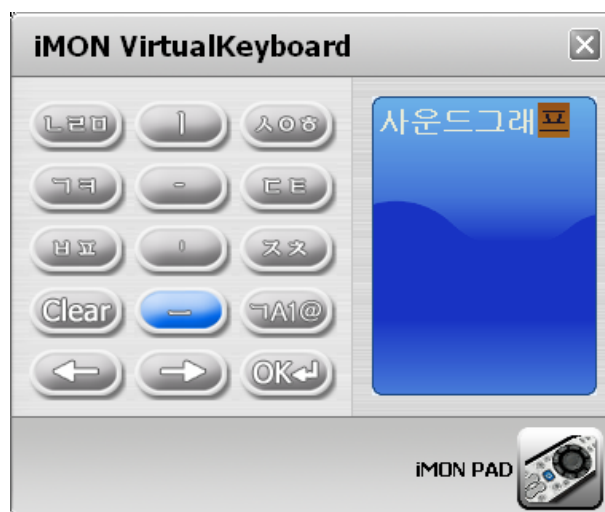 iMON VirtualKeyboard
ㄴㄹㅁ ㅣ ㅅㅇㅎ
ㄱㅋ - ㄷㅌ
ㅂㅍ ㅈㅊ
Clear ㅡ ㄱA1@
← → OK↵
사운드그래프
iMON PAD